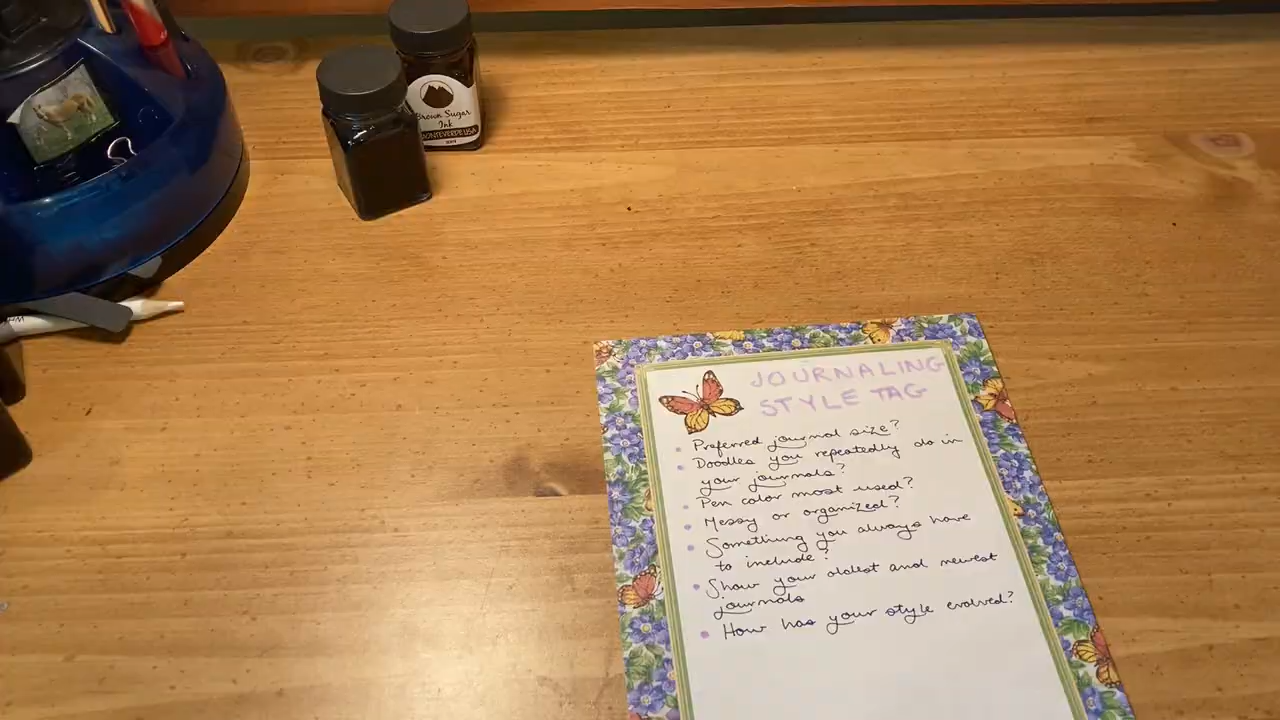 Brown Sugar
Ink
MONTEVERDE USA
JOURNALING
STYLE TAG
Preferred journal size?
Doodles you repeatedly do in
your journals?
Pen color most used?
Messy or organized?
Something you always have
to include?
Show your oldest and newest
journals
How has your style evolved?